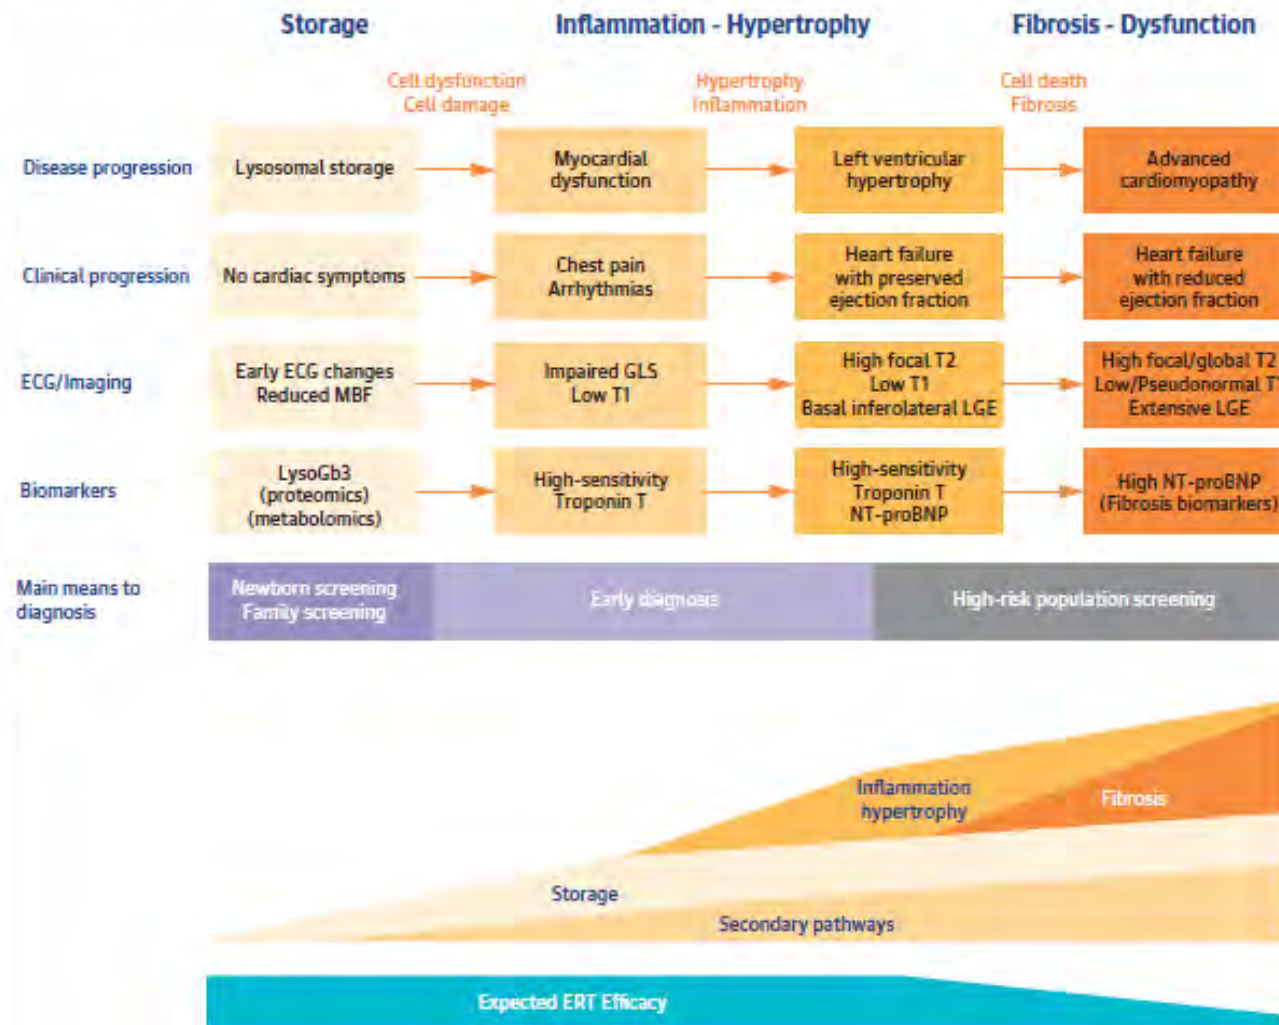 Storage
Inflammation - Hypertrophy
Fibrosis - Dysfunction
Cell dysfunction
Cell damage
Hypertrophy
Inflammation
Cell death
Fibrosis
Disease progression
Lysosomal storage
Myocardial
dysfunction
Left ventricular
hypertrophy
Advanced
cardiomyopathy
Clinical progression
No cardiac symptoms
Chest pain
Arrhythmias
Heart failure
with preserved
ejection fraction
Heart failure
with reduced
ejection fraction
ECG/Imaging
Early ECG changes
Reduced MBF
Impaired GLS
Low T1
High focal T2
Low T1
Basal inferolateral LGE
High focal/global T2
Low/Pseudonormal T
Extensive LGE
Biomarkers
LysoGb3
(proteomics)
(metabolomics)
High-sensitivity
Troponin T
High-sensitivity
Troponin T
NT-proBNP
High NT-proBNP
(Fibrosis biomarkers)
Main means to
diagnosis
Newborn screening
Family screening
Early diagnosis
High-risk population screening
Inflammation
hypertrophy
Fibrosis
Storage
Secondary pathways
Expected ERT Efficacy